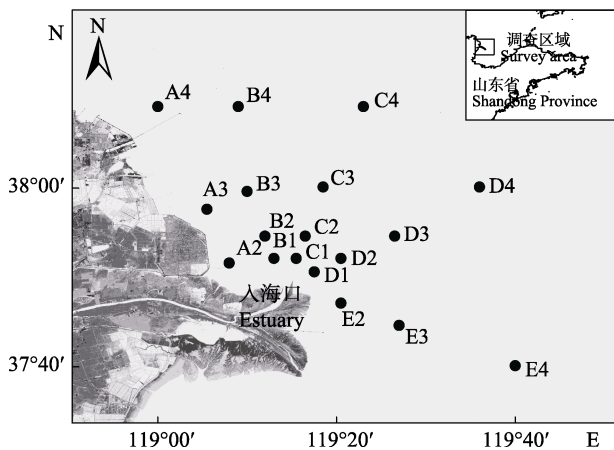 N
N
调查区域
Survey area
山东省
Shandong Province
A4
B4
C4
38°00′
A3
B3
C3
D4
B2
C2
D3
A2
B1
C1
D2
D1
入海口
Estuary
E2
E3
37°40′
E4
119°00′
119°20′
119°40′
E